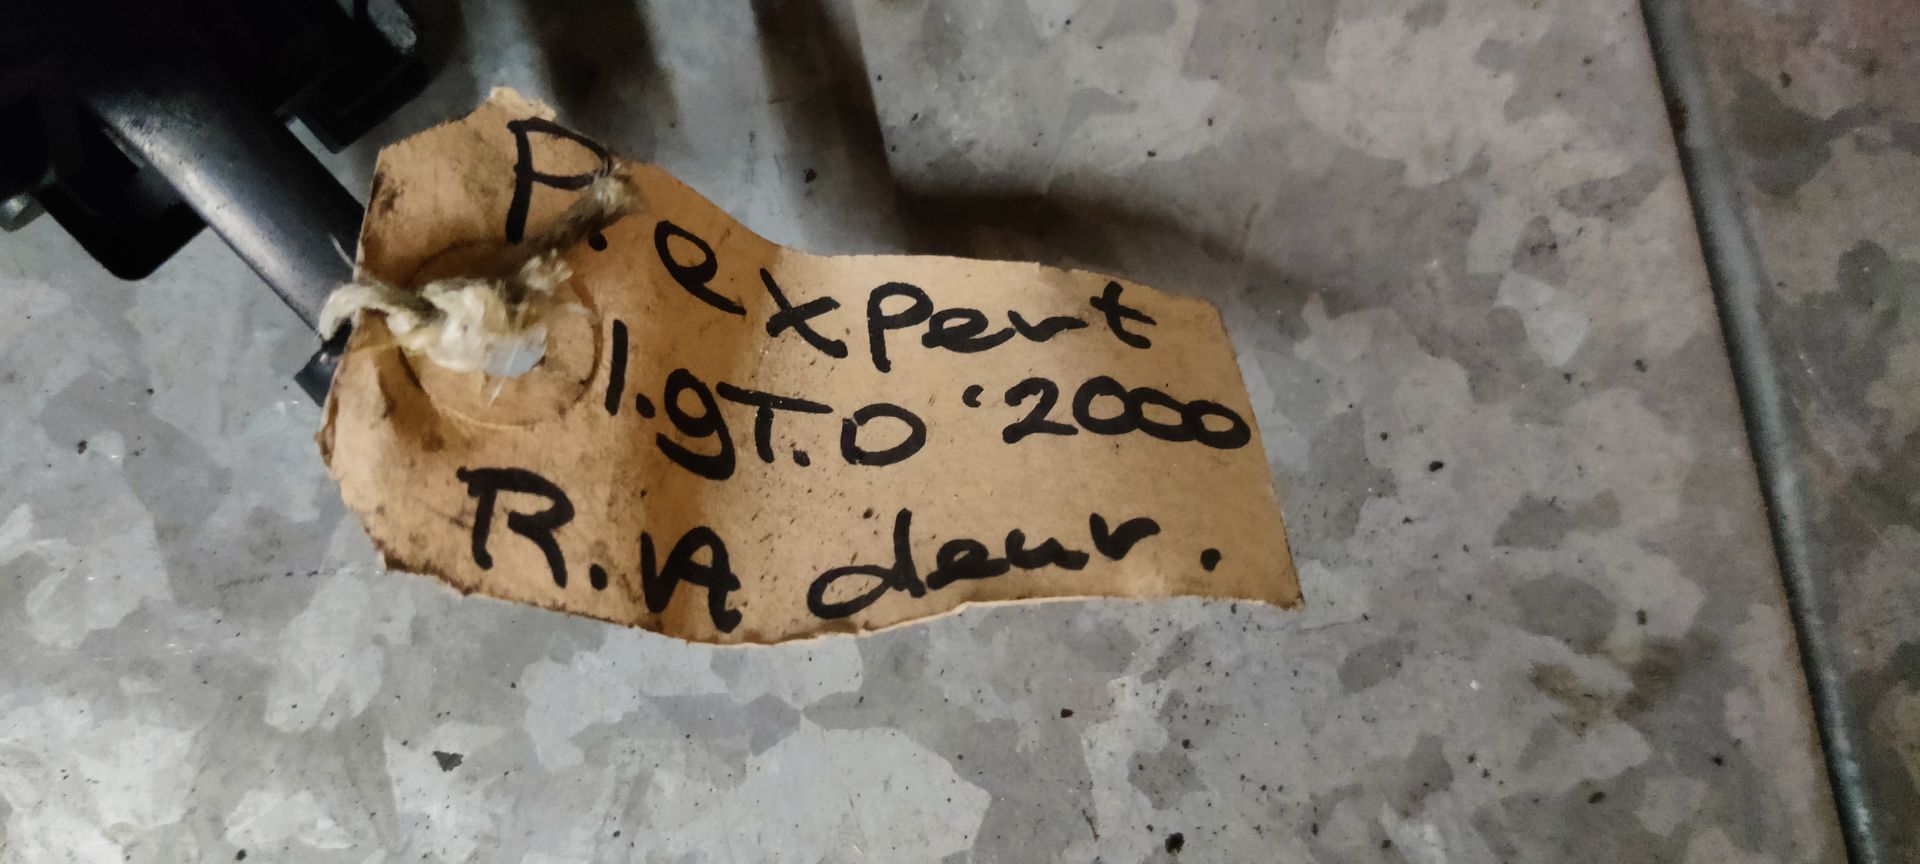 P. expert
1.9T.D '2000
R.A deur.